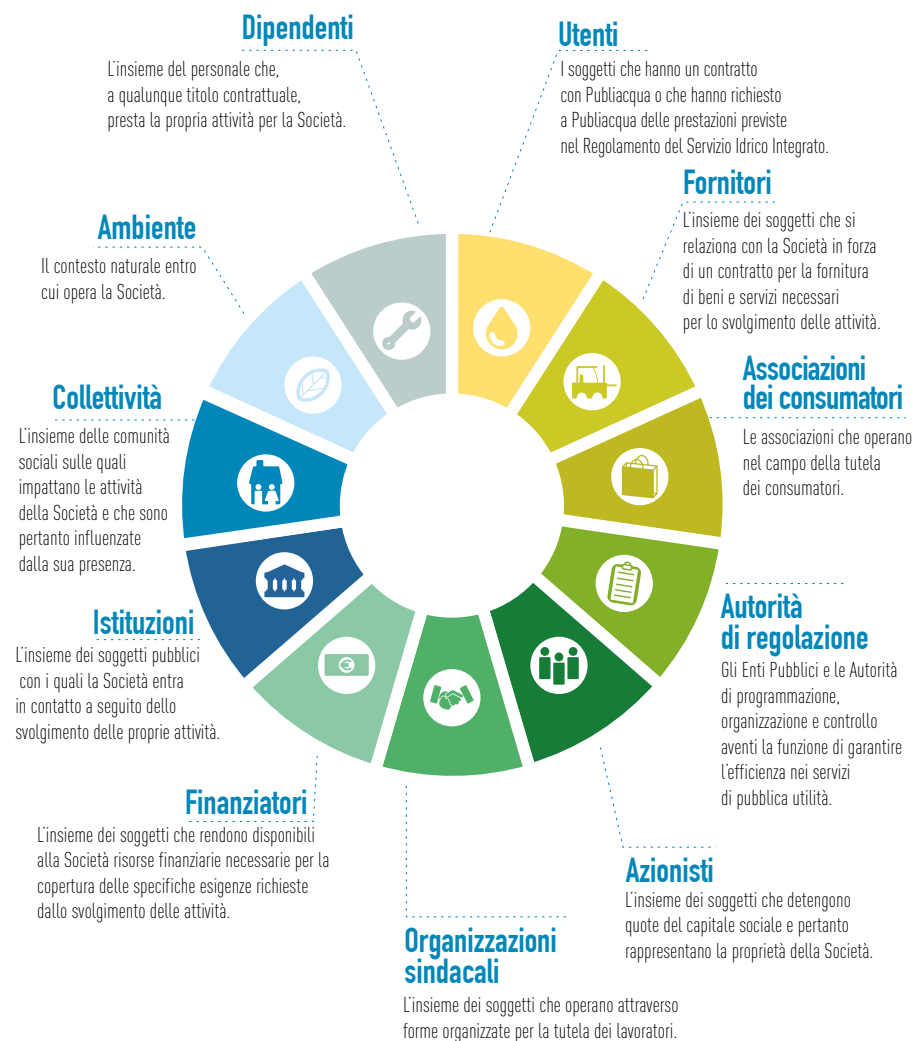 Dipendenti
L'insieme del personale che,
a qualunque titolo contrattuale,
presta la propria attività per la Società.
Utenti
I soggetti che hanno un contratto
con Publiacqua o che hanno richiesto
a Publiacqua delle prestazioni previste
nel Regolamento del Servizio Idrico Integrato.
Fornitori
L'insieme dei soggetti che si
relaziona con la Società in forza
di un contratto per la fornitura
di beni e servizi necessari
per lo svolgimento delle attività.
Associazioni
dei consumatori
Le associazioni che operano
nel campo della tutela
dei consumatori.
Autorità
di regolazione
Gli Enti Pubblici e le Autorità
di programmazione,
organizzazione e controllo
aventi la funzione di garantire
l'efficienza nei servizi
di pubblica utilità.
Azionisti
L'insieme dei soggetti che detengono
quote del capitale sociale e pertanto
rappresentano la proprietà della Società.
Organizzazioni
sindacali
L'insieme dei soggetti che operano attraverso
forme organizzate per la tutela dei lavoratori.
Finanziatori
L'insieme dei soggetti che rendono disponibili
alla Società risorse finanziarie necessarie per la
copertura delle specifiche esigenze richieste
dallo svolgimento delle attività.
Istituzioni
L'insieme dei soggetti pubblici
con i quali la Società entra
in contatto a seguito dello
svolgimento delle proprie attività.
Collettività
L'insieme delle comunità
sociali sulle quali
impattano le attività
della Società e che sono
pertanto influenzate
dalla sua presenza.
Ambiente
Il contesto naturale entro
cui opera la Società.
€